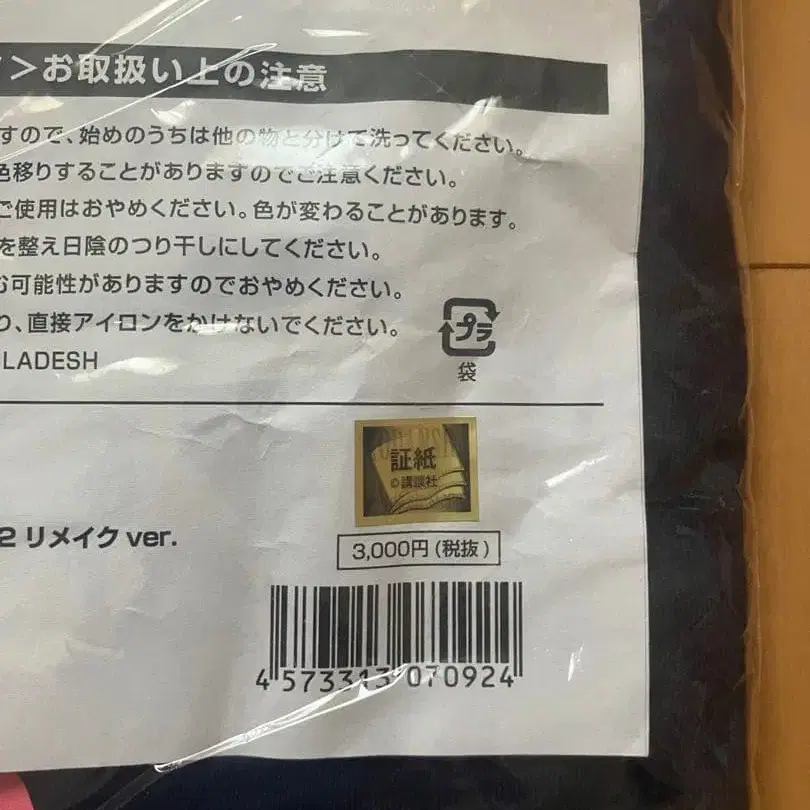 ＞お取扱い上の注意
すので、始めのうちは他の物と分けて洗ってください。
色移りすることがありますのでご注意ください。
ご使用はおやめください。色が変わることがあります。
を整え日陰のつり干しにしてください。
む可能性がありますのでおやめください。
り、直接アイロンをかけないでください。
LADESH
プラ
袋
証紙
©講談社
2 リメイク ver.
3,000円(税抜)
4 573313 070924